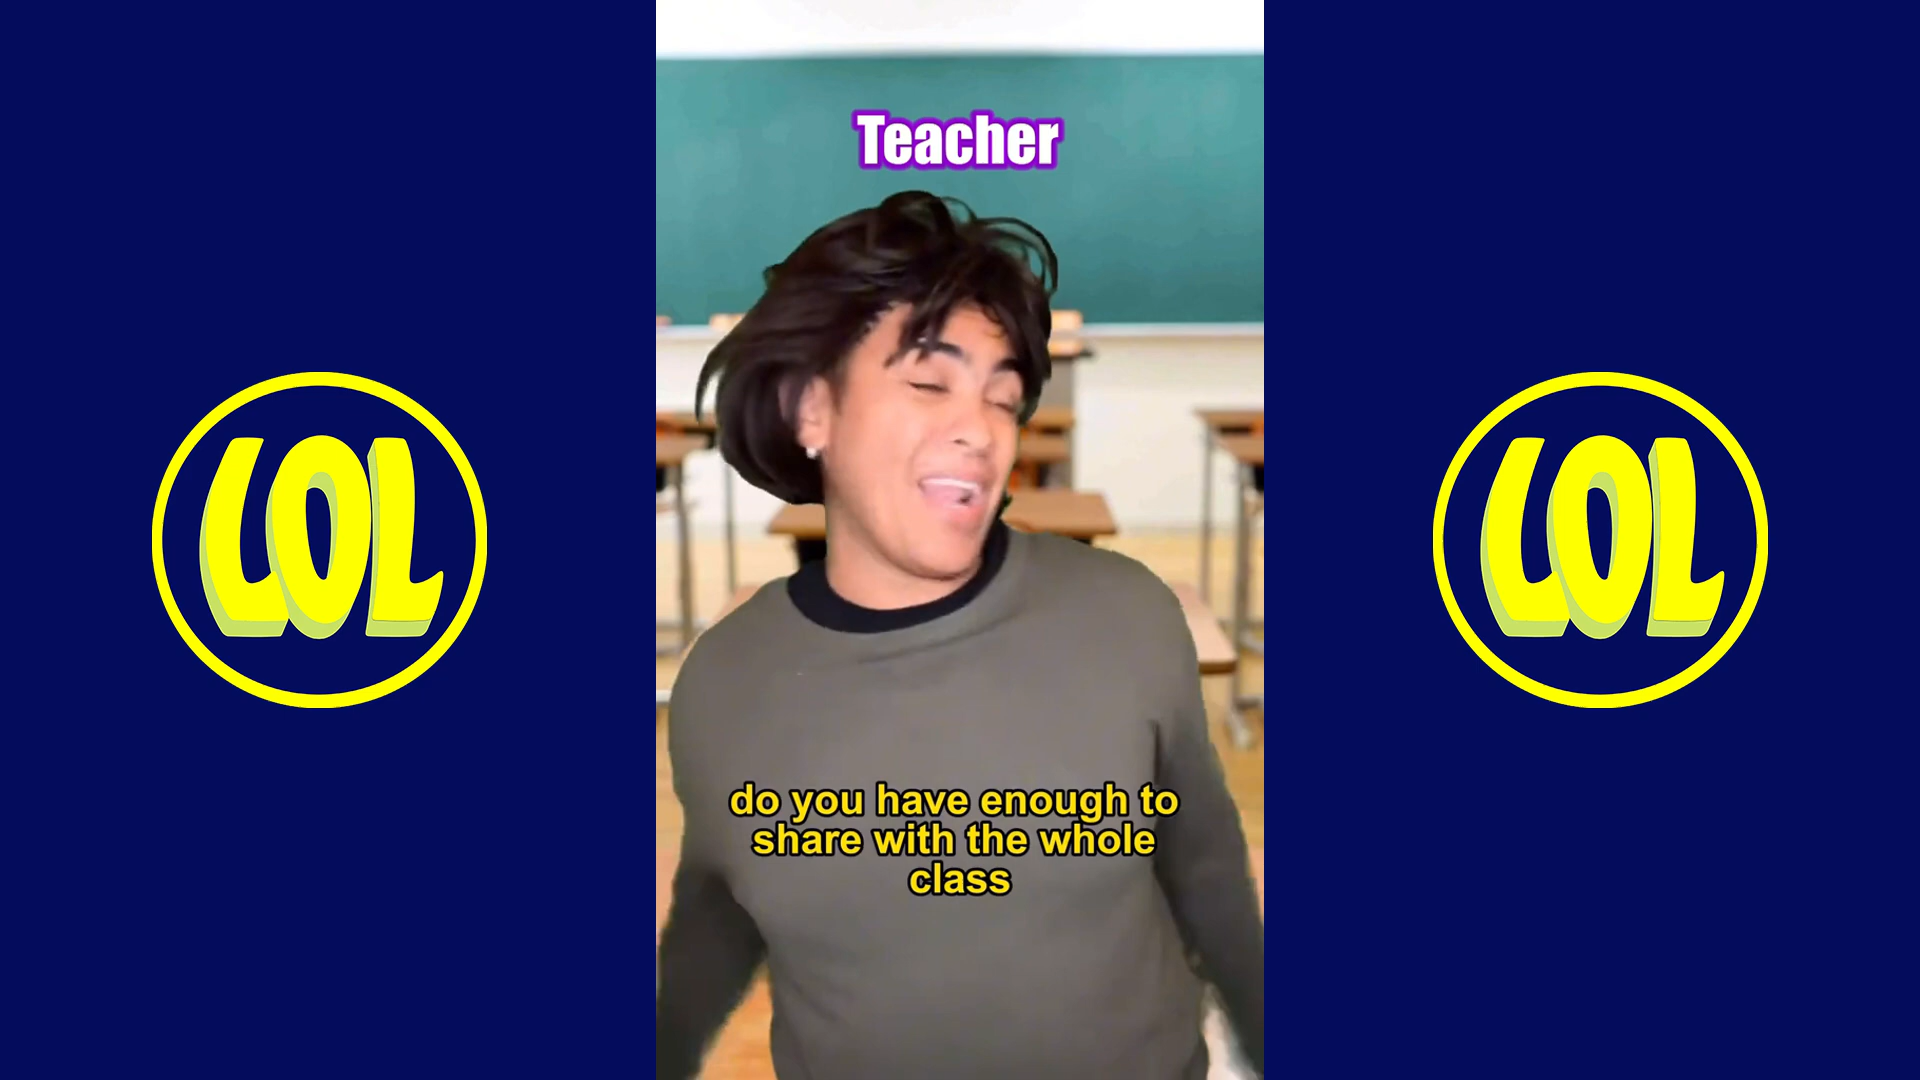 Teacher
LOL
LOL
do you have enough to
share with the whole
class